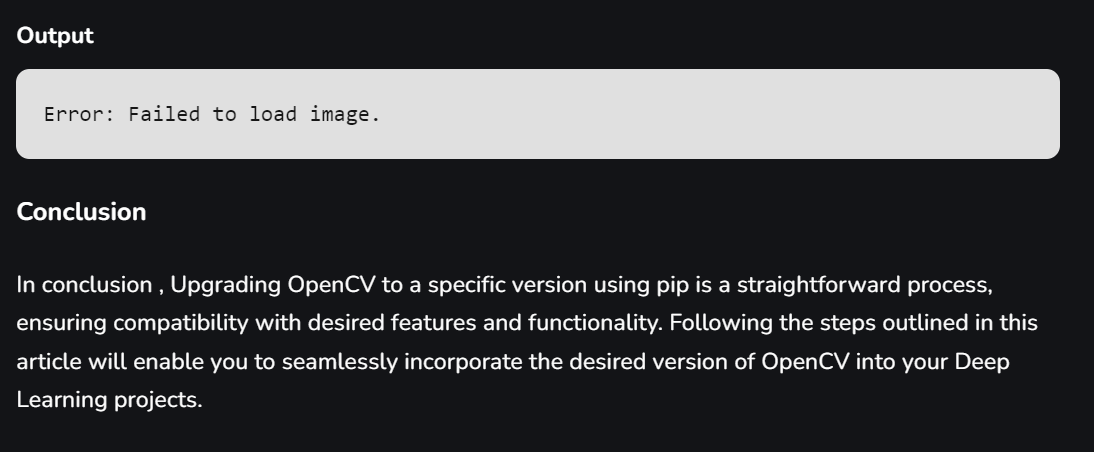 Output
Error: Failed to load image.
Conclusion
In conclusion , Upgrading OpenCV to a specific version using pip is a straightforward process,
ensuring compatibility with desired features and functionality. Following the steps outlined in this
article will enable you to seamlessly incorporate the desired version of OpenCV into your Deep
Learning projects.